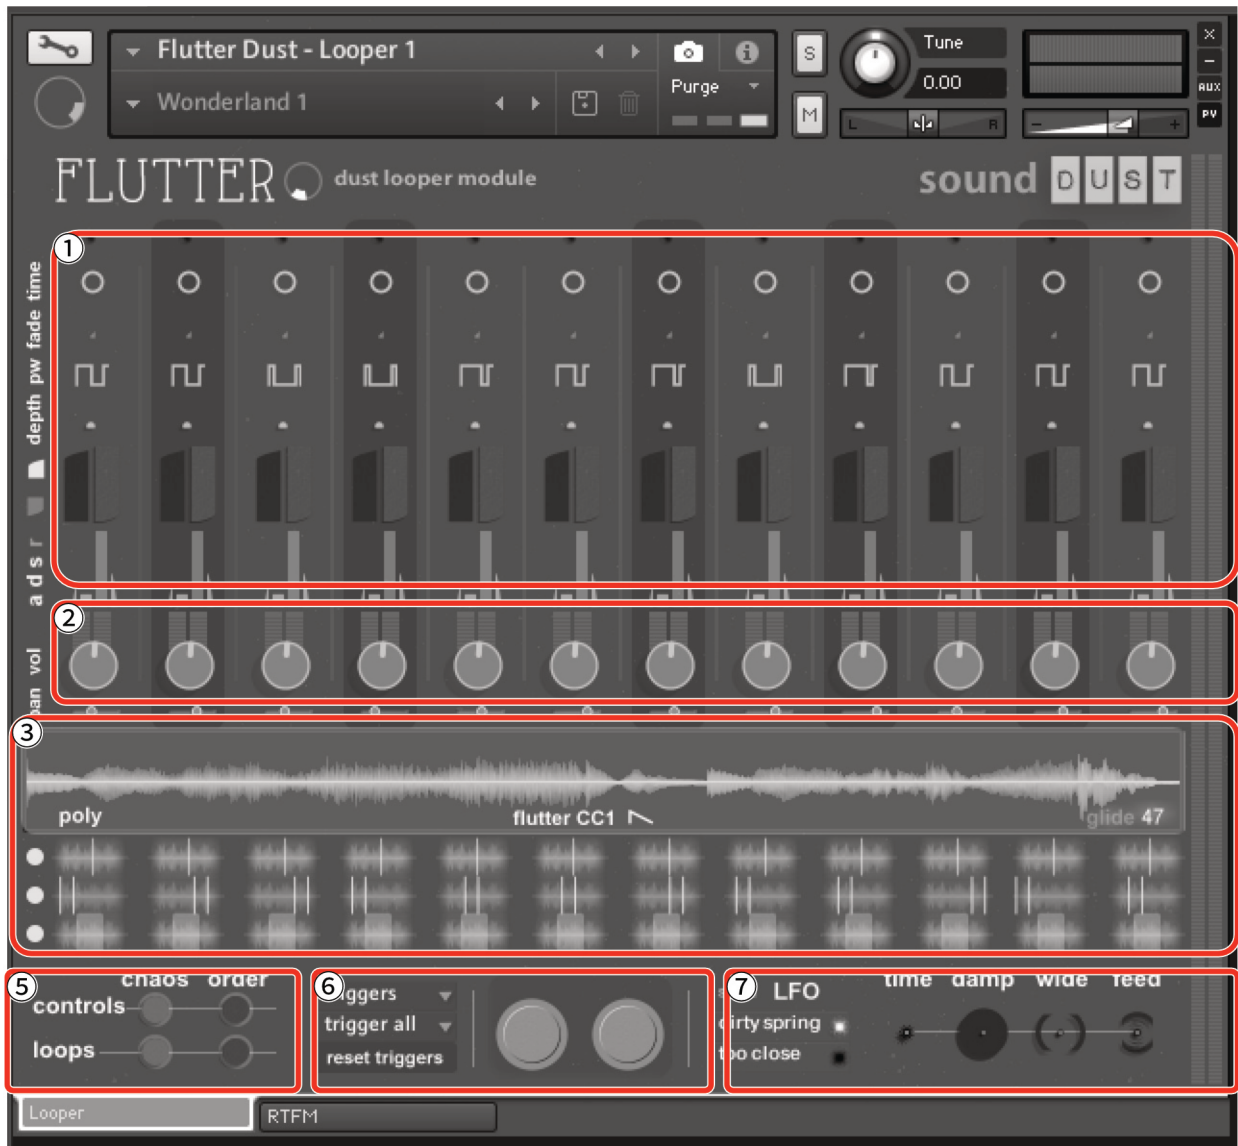 Flutter Dust - Looper 1
S
Tune
0.00
Wonderland 1
Purge
M
L
R
-
+
×
-
AUX
PV
FLUTTER
dust looper module
sound DUST
1
time
fade
pw
depth
a d s r
2
vol
pan
3
poly
flutter CC1
glide 47
5
chaos order
controls
loops
6
triggers
trigger all
reset triggers
7
LFO
dirty spring
too close
time damp wide feed
Looper
RTFM